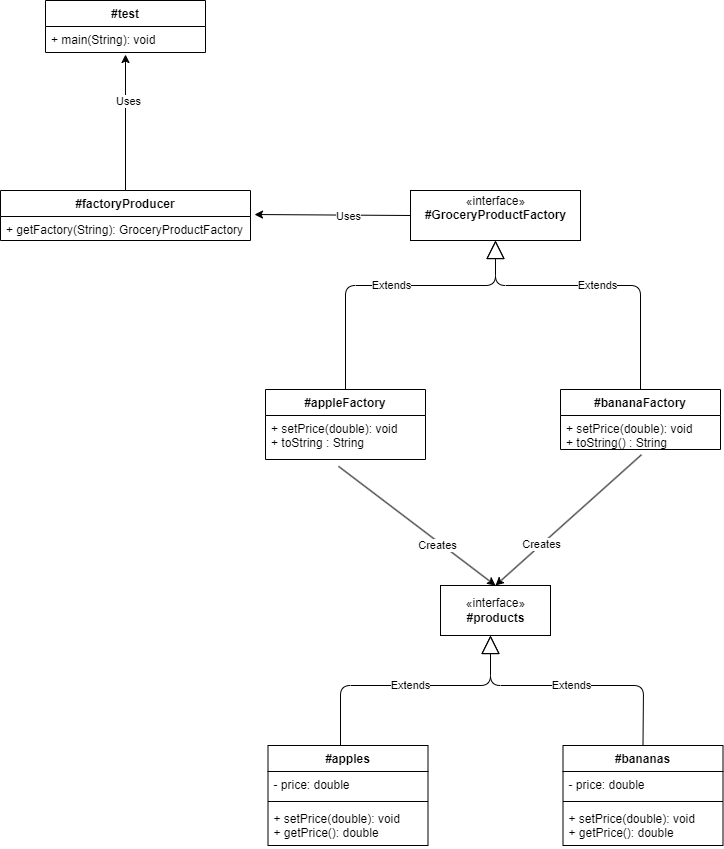 #test
+ main(String): void
Uses
#factoryProducer
+ getFactory(String): GroceryProductFactory
Uses
«interface»
#GroceryProductFactory
Extends
Extends
#appleFactory
+ setPrice(double): void
+ toString : String
#bananaFactory
+ setPrice(double): void
+ toString() : String
Creates
Creates
«interface»
#products
Extends
Extends
#apples
- price: double
+ setPrice(double): void
+ getPrice(): double
#bananas
- price: double
+ setPrice(double): void
+ getPrice(): double